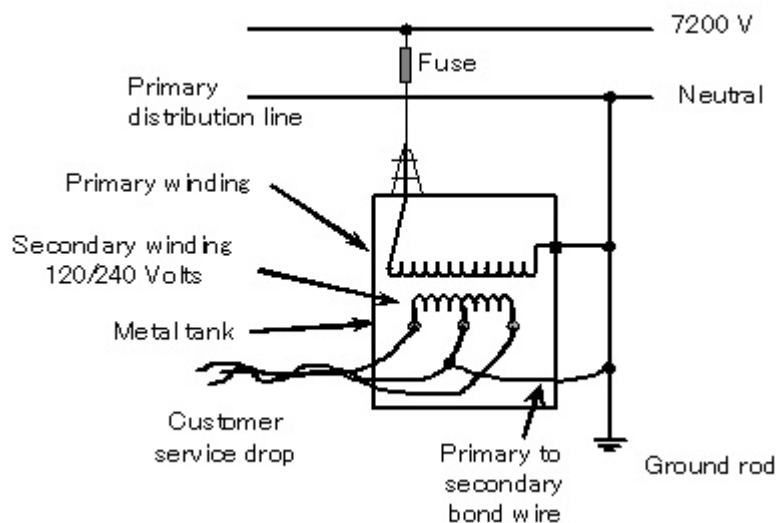 7200 V
Fuse
Primary
distribution line
Neutral
Primary winding
Secondary winding
120/240 Volts
Metal tank
Customer
service drop
Primary to
secondary
bond wire
Ground rod